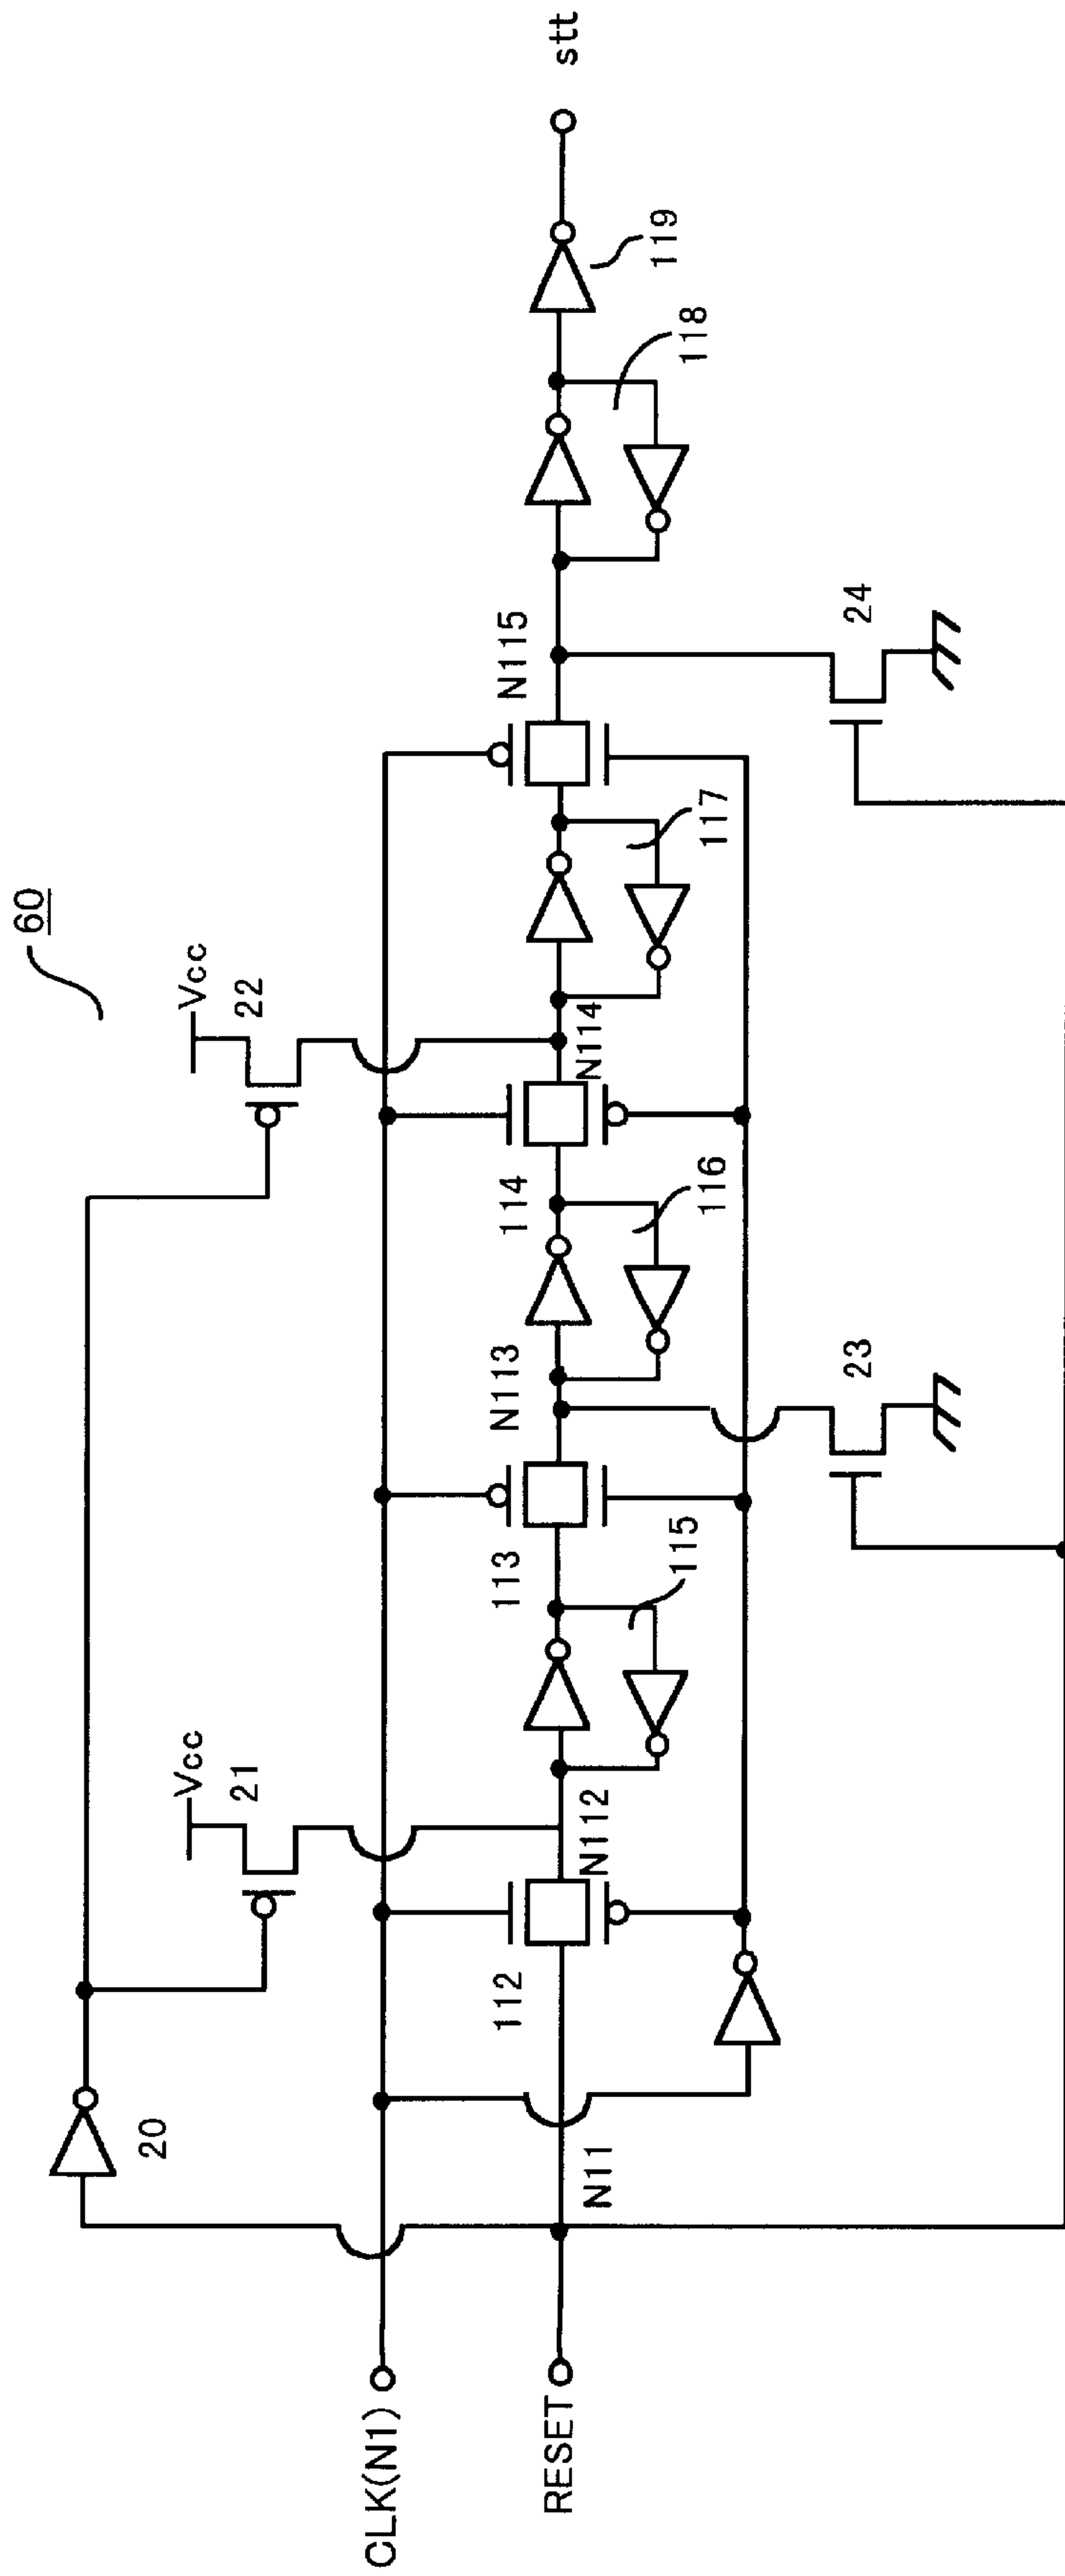 60
Vcc
22
Vcc
21
20
CLK(N1)
RESET
N11
112
N112
113
115
N113
116
114
N114
117
N115
118
119
stt
23
24